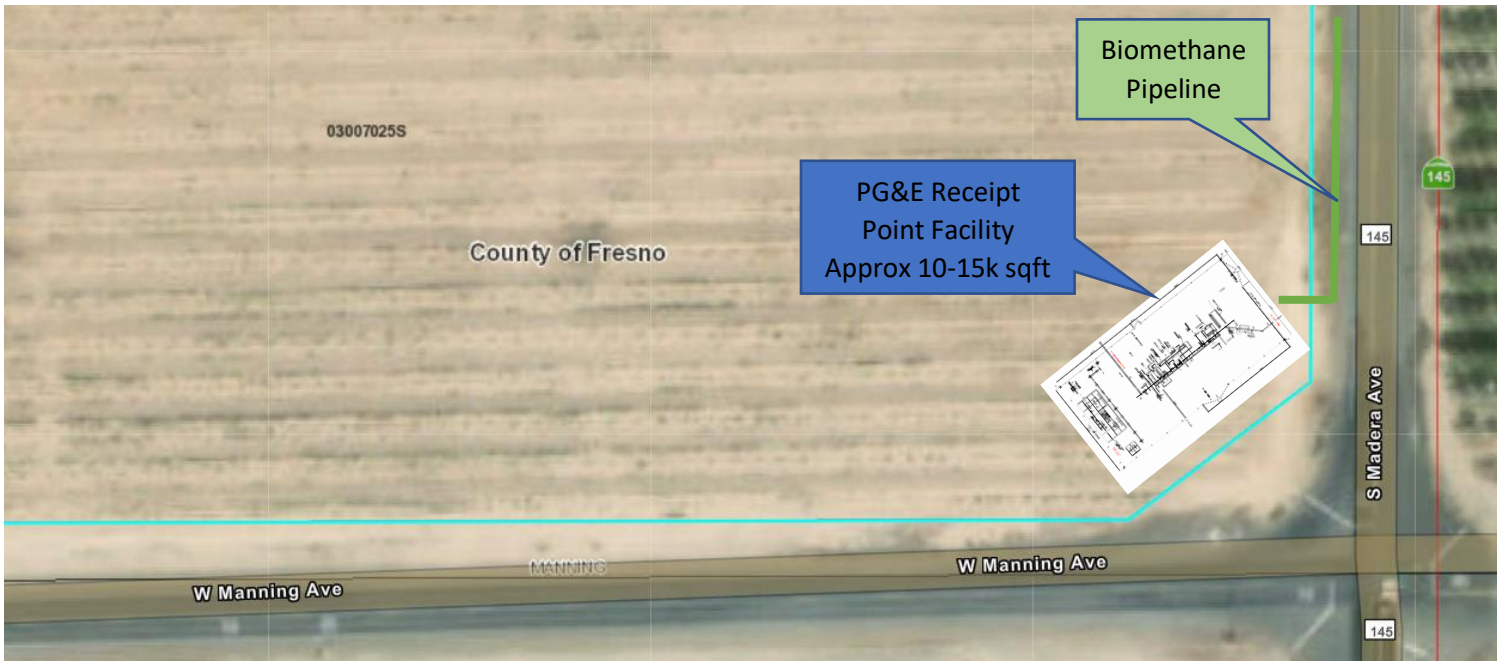 Biomethane
Pipeline
03007025S
145
PG&E Receipt
Point Facility
Approx 10-15k sqft
145
County of Fresno
S Madera Ave
MANNING
W Manning Ave
W Manning Ave
145